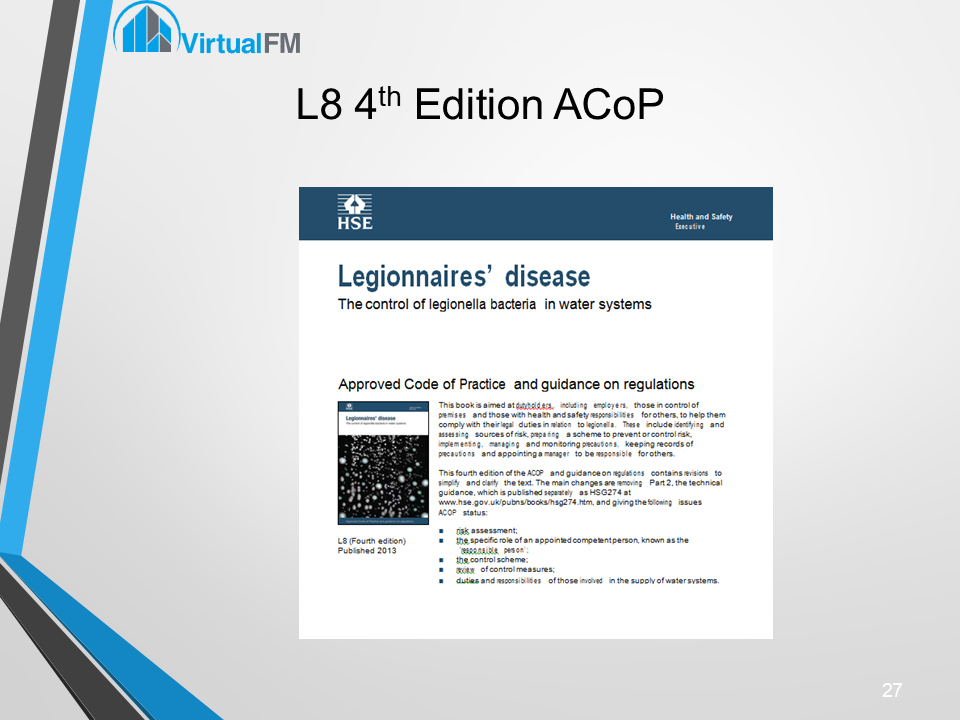 VirtualFM
L8 4th Edition ACoP
HSE
Health and Safety
Executive
Legionnaires' disease
The control of legionella bacteria in water systems
Approved Code of Practice and guidance on regulations
Legionnaires' disease
This book is aimed at dutyholders, including employers, those in control of
premises and those with health and safety responsibilities for others, to help them
comply with their legal duties in relation to legionella. These include identifying and
assessing sources of risk, preparing a scheme to prevent or control risk,
implementing, managing and monitoring precautions, keeping records of
precautions and appointing a manager to be responsible for others.
This fourth edition of the ACOP and guidance on regulations contains revisions to
simplify and clarify the text. The main changes are removing Part 2, the technical
guidance, which is published separately as HSG274 at
www.hse.gov.uk/pubns/books/hsg274.htm, and giving the following issues
ACOP status:
L8 (Fourth edition)
Published 2013
■ risk assessment;
■ the specific role of an appointed competent person, known as the
'responsible person';
■ the control scheme;
■ review of control measures;
■ duties and responsibilities of those involved in the supply of water systems.
27